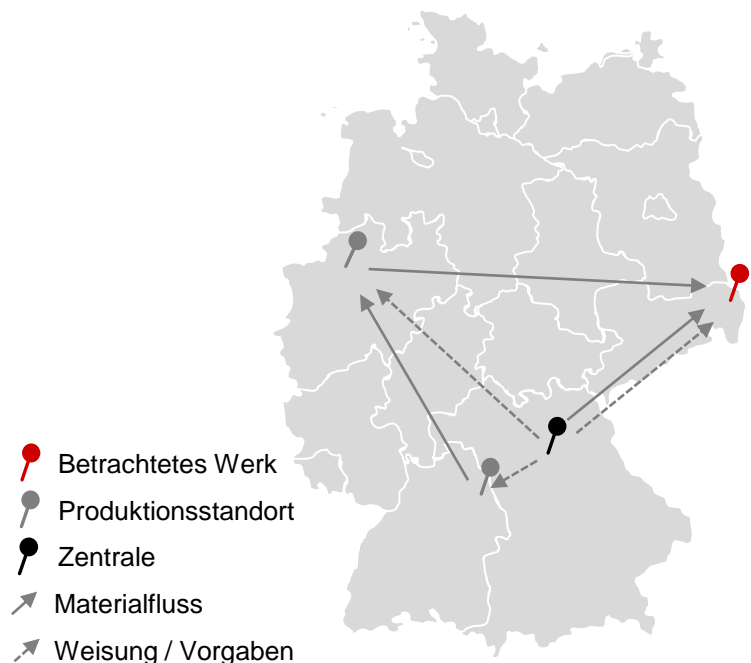 Betrachtetes Werk
Produktionsstandort
Zentrale
Materialfluss
Weisung / Vorgaben